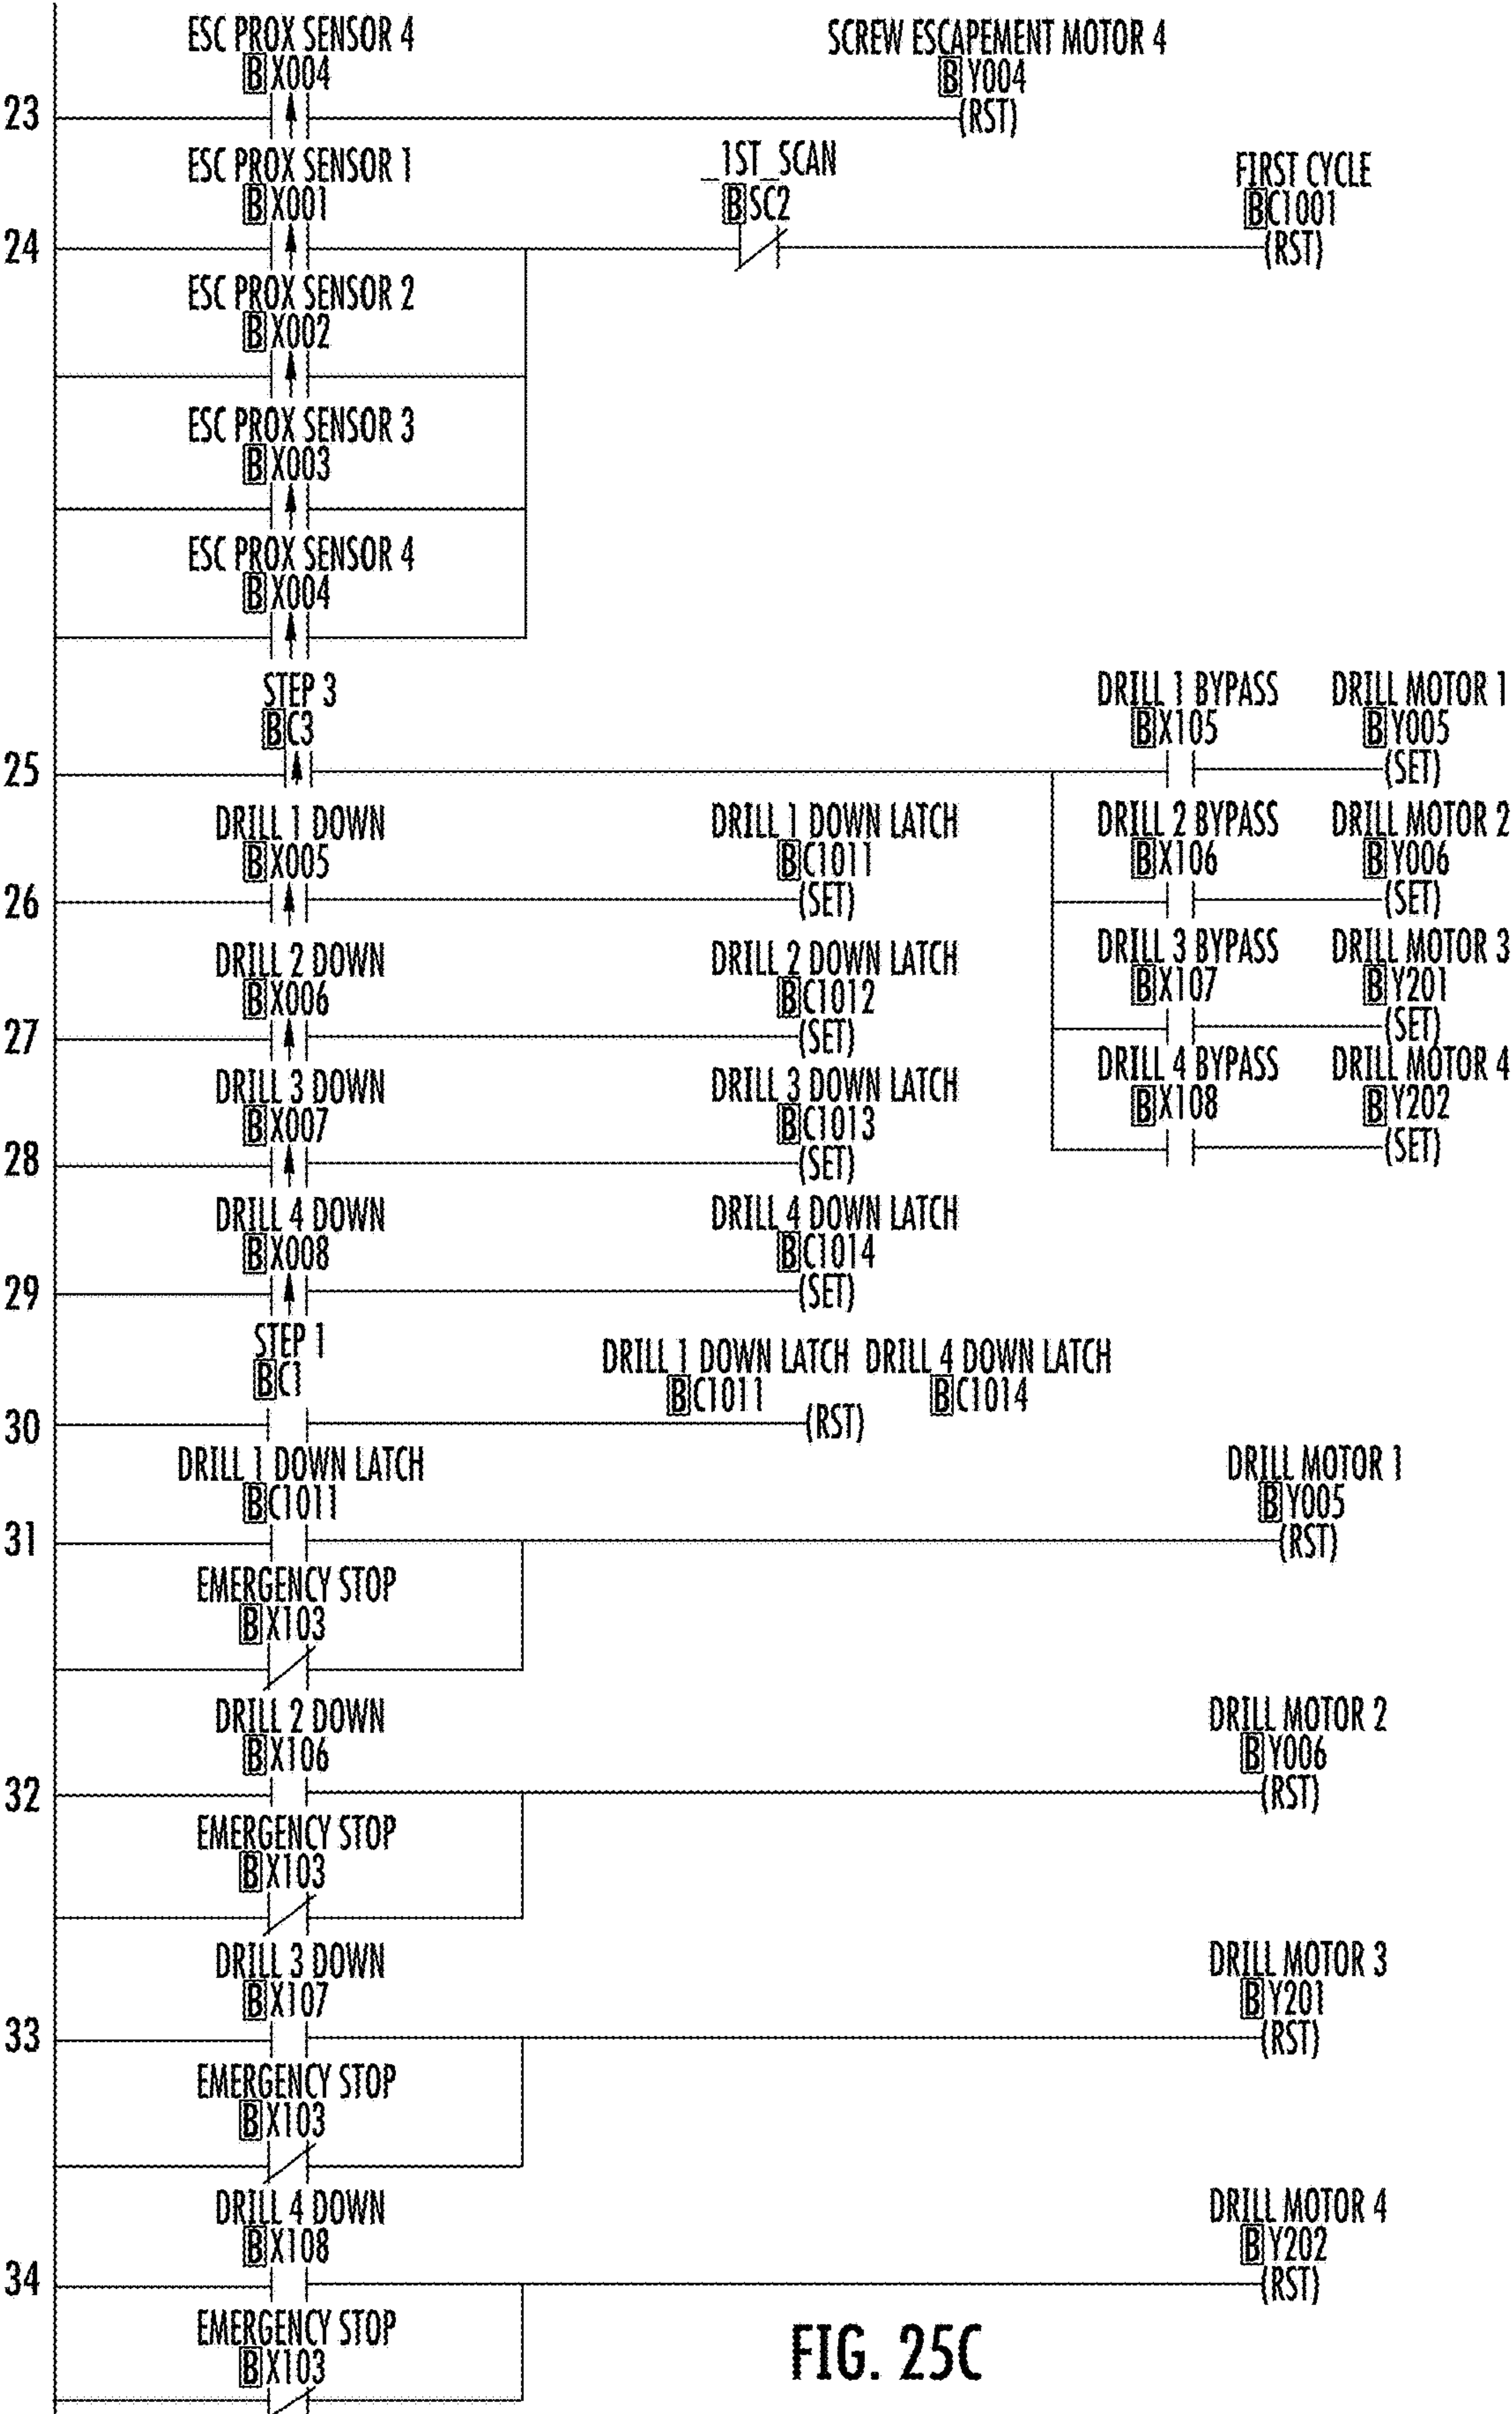 ESC PROX SENSOR 4
B X004
SCREW ESCAPEMENT MOTOR 4
B Y004
23
(RST)
ESC PROX SENSOR 1
B X001
_1ST_SCAN
B SC2
FIRST CYCLE
B C1001
24
(RST)
ESC PROX SENSOR 2
B X002
ESC PROX SENSOR 3
B X003
ESC PROX SENSOR 4
B X004
STEP 3
B C3
DRILL 1 BYPASS
B X105
DRILL MOTOR 1
B Y005
25
(SET)
DRILL 2 BYPASS
B X106
DRILL MOTOR 2
B Y006
(SET)
DRILL 3 BYPASS
B X107
DRILL MOTOR 3
B Y201
(SET)
DRILL 4 BYPASS
B X108
DRILL MOTOR 4
B Y202
(SET)
DRILL 1 DOWN
B X005
DRILL 1 DOWN LATCH
B C1011
26
(SET)
DRILL 2 DOWN
B X006
DRILL 2 DOWN LATCH
B C1012
27
(SET)
DRILL 3 DOWN
B X007
DRILL 3 DOWN LATCH
B C1013
28
(SET)
DRILL 4 DOWN
B X008
DRILL 4 DOWN LATCH
B C1014
29
(SET)
STEP 1
B C1
DRILL 1 DOWN LATCH DRILL 4 DOWN LATCH
B C1011 B C1014
30
(RST)
DRILL 1 DOWN LATCH
B C1011
DRILL MOTOR 1
B Y005
31
(RST)
EMERGENCY STOP
B X103
DRILL 2 DOWN
B X106
DRILL MOTOR 2
B Y006
32
(RST)
EMERGENCY STOP
B X103
DRILL 3 DOWN
B X107
DRILL MOTOR 3
B Y201
33
(RST)
EMERGENCY STOP
B X103
DRILL 4 DOWN
B X108
DRILL MOTOR 4
B Y202
34
(RST)
EMERGENCY STOP
B X103
FIG. 25C